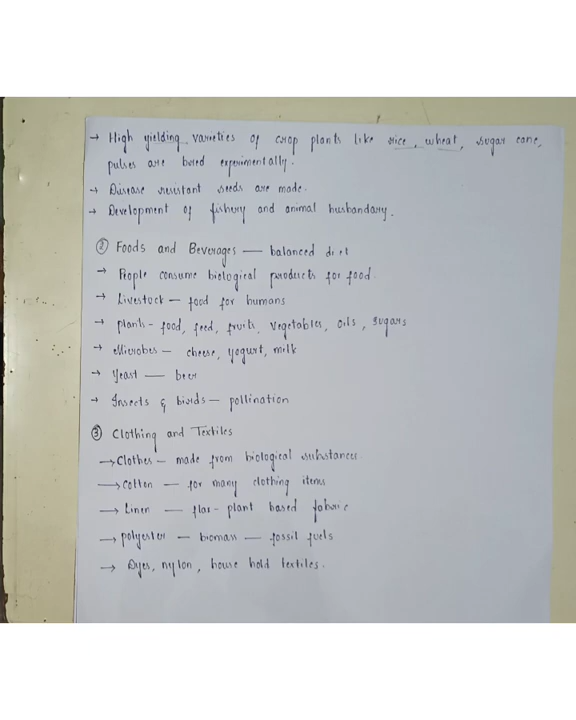 → High yielding varieties of crop plants like rice, wheat, sugar cane,
pulses are bred experimentally.
→ Disease resistant seeds are made.
→ Development of fishery and animal husbandary.
② Foods and Beverages — balanced diet
→ People consume biological products for food.
→ Livestock — food for humans
→ plants - food, feed, fruits, vegetables, oils, sugars
→ Microbes — cheese, yogurt, milk
→ Yeast — beer
→ Insects & birds — pollination
③ Clothing and Textiles
→ Clothes - made from biological substances
→ Cotton — for many clothing items
→ Linen — flax - plant based fabric
→ polyester — biomass — fossil fuels
→ Dyes, nylon, house hold textiles.